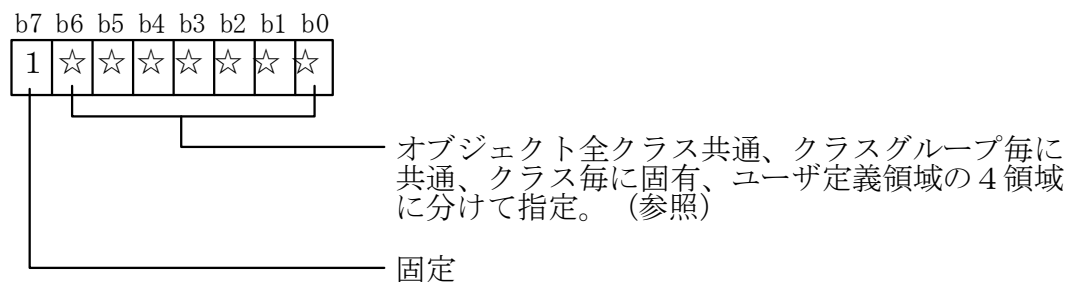 b7 b6 b5 b4 b3 b2 b1 b0
1 ☆ ☆ ☆ ☆ ☆ ☆ ☆
オブジェクト全クラス共通、クラスグループ毎に
共通、クラス毎に固有、ユーザ定義領域の4領域
に分けて指定。 (参照)
固定